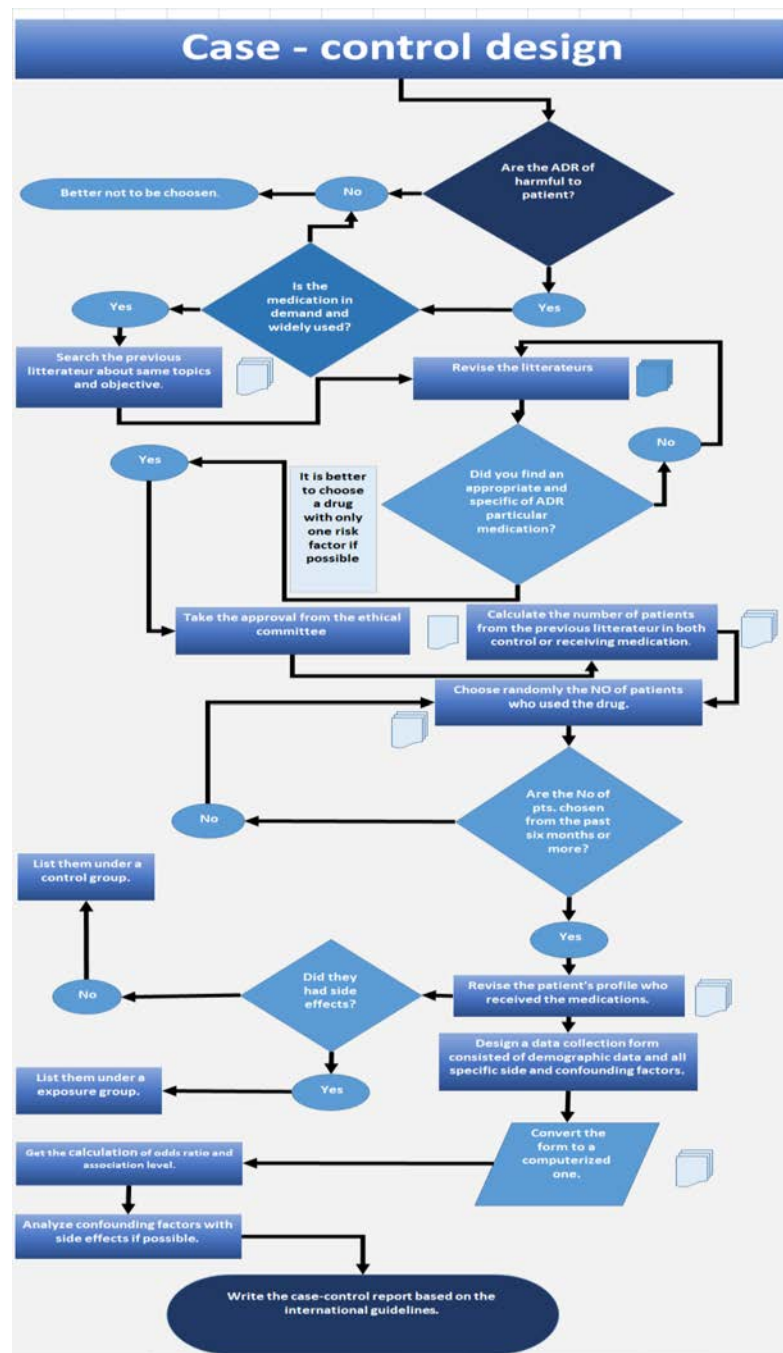 Case - control design
Are the ADR of
harmful to
patient?
No
Better not to be choosen.
Is the
medication in
demand and
widely used?
Yes
Yes
Search the previous
litterateur about same topics
and objective.
Revise the litterateurs
No
Yes
It is better
to choose
a drug
with only
one risk
factor if
possible
Did you find an
appropriate and
specific of ADR
particular
medication?
Take the approval from the ethical
committee
Calculate the number of patients
from the previous litterateur in both
control or receiving medication.
Choose randomly the NO of patients
who used the drug.
Are the No of
pts. chosen
from the past
six months or
more?
No
List them under a
control group.
Yes
Did they
had side
effects?
No
Revise the patient's profile who
received the medications.
Design a data collection form
consisted of demographic data and all
specific side and confounding factors.
Yes
List them under a
exposure group.
Convert the
form to a
computerized
one.
Get the calculation of odds ratio and
association level.
Analyze confounding factors with
side effects if possible.
Write the case-control report based on the
international guidelines.